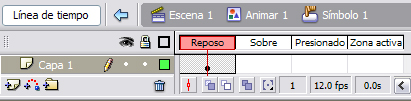 Línea de tiempo Escena 1 Animar 1 Símbolo 1
Reposo Sobre Presionado Zona activa
Capa 1
1 12.0 fps 0.0s